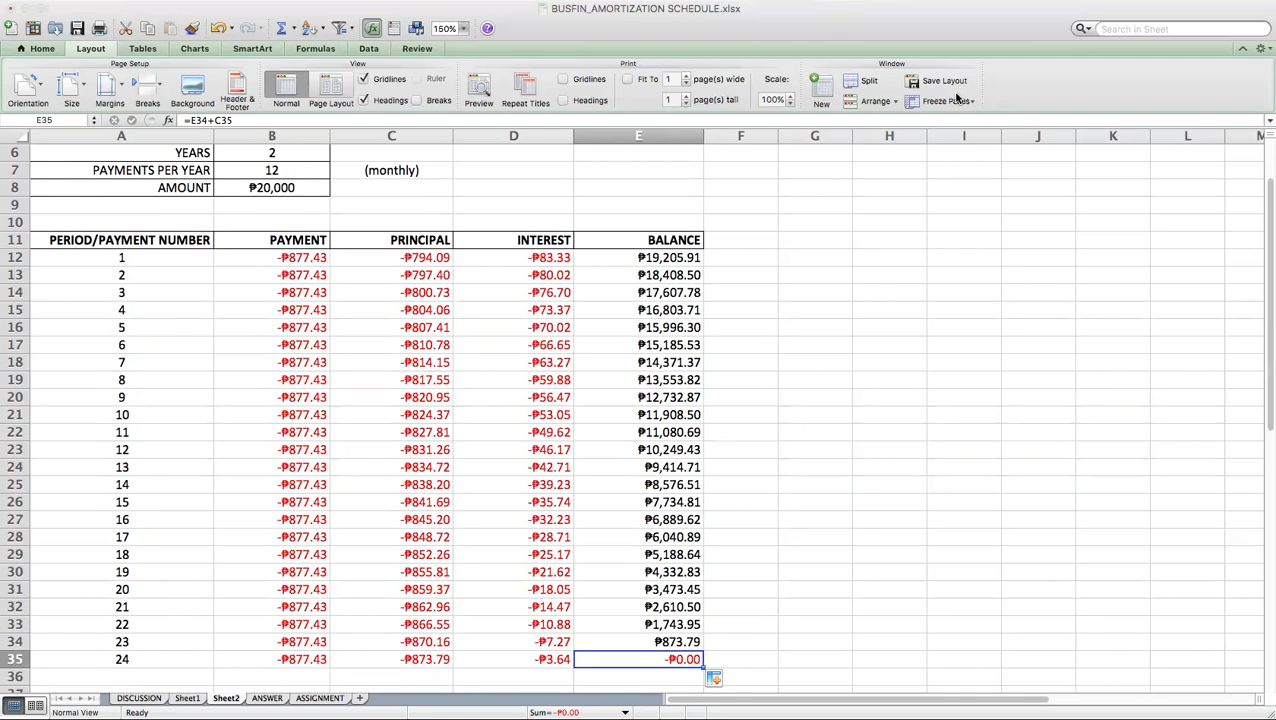 BUSFIN_AMORTIZATION SCHEDULE.xlsx
150%
Search in Sheet
Home Layout Tables Charts SmartArt Formulas Data Review
Page Setup View Print Window
Orientation Size Margins Breaks Background Header & Footer
Normal Page Layout Gridlines Ruler Headings Breaks
Preview Repeat Titles Gridlines Headings Fit To 1 page(s) wide 1 page(s) tall Scale: 100%
New Split Arrange Save Layout Freeze
E35 fx =E34+C35
A B C D E F G H I J K L M
6 YEARS 2
7 PAYMENTS PER YEAR 12 (monthly)
8 AMOUNT ₱20,000
9
10
11 PERIOD/PAYMENT NUMBER PAYMENT PRINCIPAL INTEREST BALANCE
12 1 -₱877.43 -₱794.09 -₱83.33 ₱19,205.91
13 2 -₱877.43 -₱797.40 -₱80.02 ₱18,408.50
14 3 -₱877.43 -₱800.73 -₱76.70 ₱17,607.78
15 4 -₱877.43 -₱804.06 -₱73.37 ₱16,803.71
16 5 -₱877.43 -₱807.41 -₱70.02 ₱15,996.30
17 6 -₱877.43 -₱810.78 -₱66.65 ₱15,185.53
18 7 -₱877.43 -₱814.15 -₱63.27 ₱14,371.37
19 8 -₱877.43 -₱817.55 -₱59.88 ₱13,553.82
20 9 -₱877.43 -₱820.95 -₱56.47 ₱12,732.87
21 10 -₱877.43 -₱824.37 -₱53.05 ₱11,908.50
22 11 -₱877.43 -₱827.81 -₱49.62 ₱11,080.69
23 12 -₱877.43 -₱831.26 -₱46.17 ₱10,249.43
24 13 -₱877.43 -₱834.72 -₱42.71 ₱9,414.71
25 14 -₱877.43 -₱838.20 -₱39.23 ₱8,576.51
26 15 -₱877.43 -₱841.69 -₱35.74 ₱7,734.81
27 16 -₱877.43 -₱845.20 -₱32.23 ₱6,889.62
28 17 -₱877.43 -₱848.72 -₱28.71 ₱6,040.89
29 18 -₱877.43 -₱852.26 -₱25.17 ₱5,188.64
30 19 -₱877.43 -₱855.81 -₱21.62 ₱4,332.83
31 20 -₱877.43 -₱859.37 -₱18.05 ₱3,473.45
32 21 -₱877.43 -₱862.96 -₱14.47 ₱2,610.50
33 22 -₱877.43 -₱866.55 -₱10.88 ₱1,743.95
34 23 -₱877.43 -₱870.16 -₱7.27 ₱873.79
35 24 -₱877.43 -₱873.79 -₱3.64 -₱0.00
36
DISCUSSION Sheet1 Sheet2 ANSWER ASSIGNMENT
Normal View Ready Sum=-₱0.00